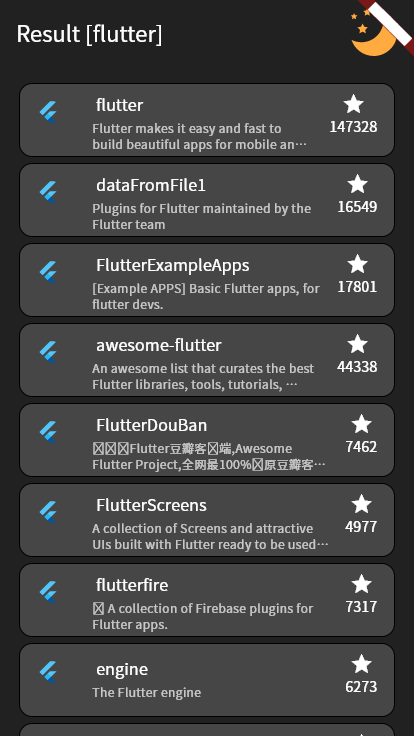 Result [flutter]
flutter
Flutter makes it easy and fast to
build beautiful apps for mobile an…
147328
dataFromFile1
Plugins for Flutter maintained by the
Flutter team
16549
FlutterExampleApps
[Example APPS] Basic Flutter apps, for
flutter devs.
17801
awesome-flutter
An awesome list that curates the best
Flutter libraries, tools, tutorials, …
44338
FlutterDouBan
Flutter豆瓣客端,Awesome
Flutter Project,全网最100%原豆瓣客…
7462
FlutterScreens
A collection of Screens and attractive
UIs built with Flutter ready to be used…
4977
flutterfire
A collection of Firebase plugins for
Flutter apps.
7317
engine
The Flutter engine
6273